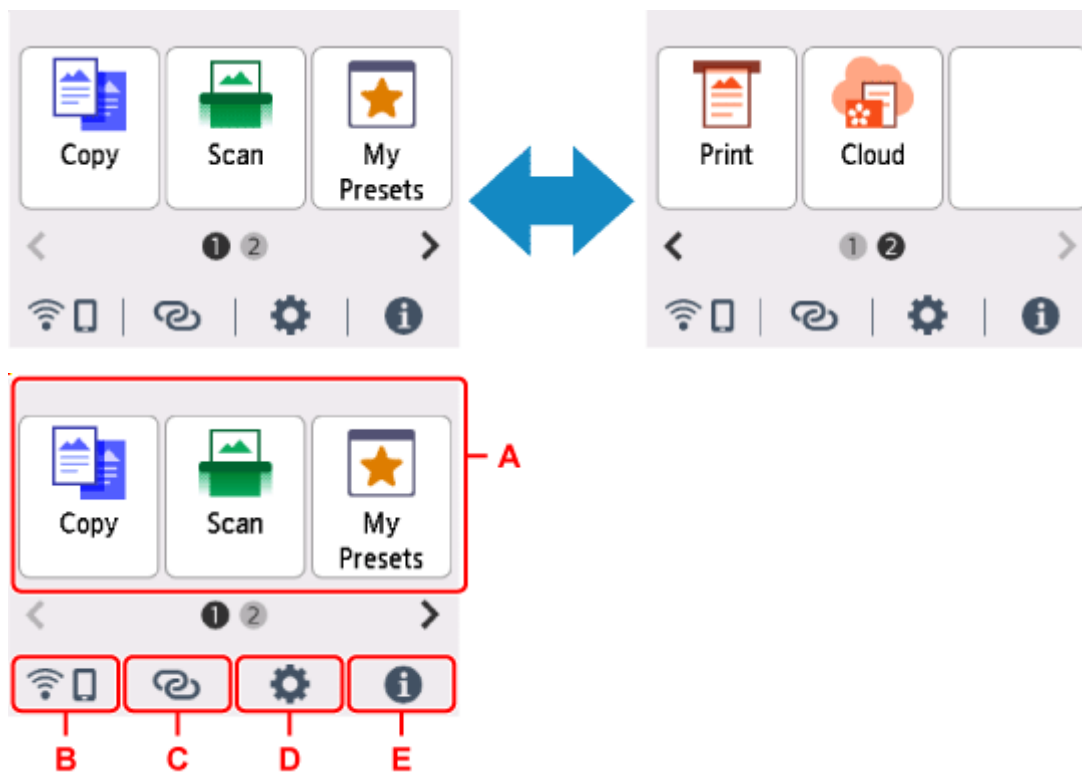 Copy
Scan
My
Presets
Print
Cloud
1 2
1 2
Copy
Scan
My
Presets
A
1 2
B
C
D
E